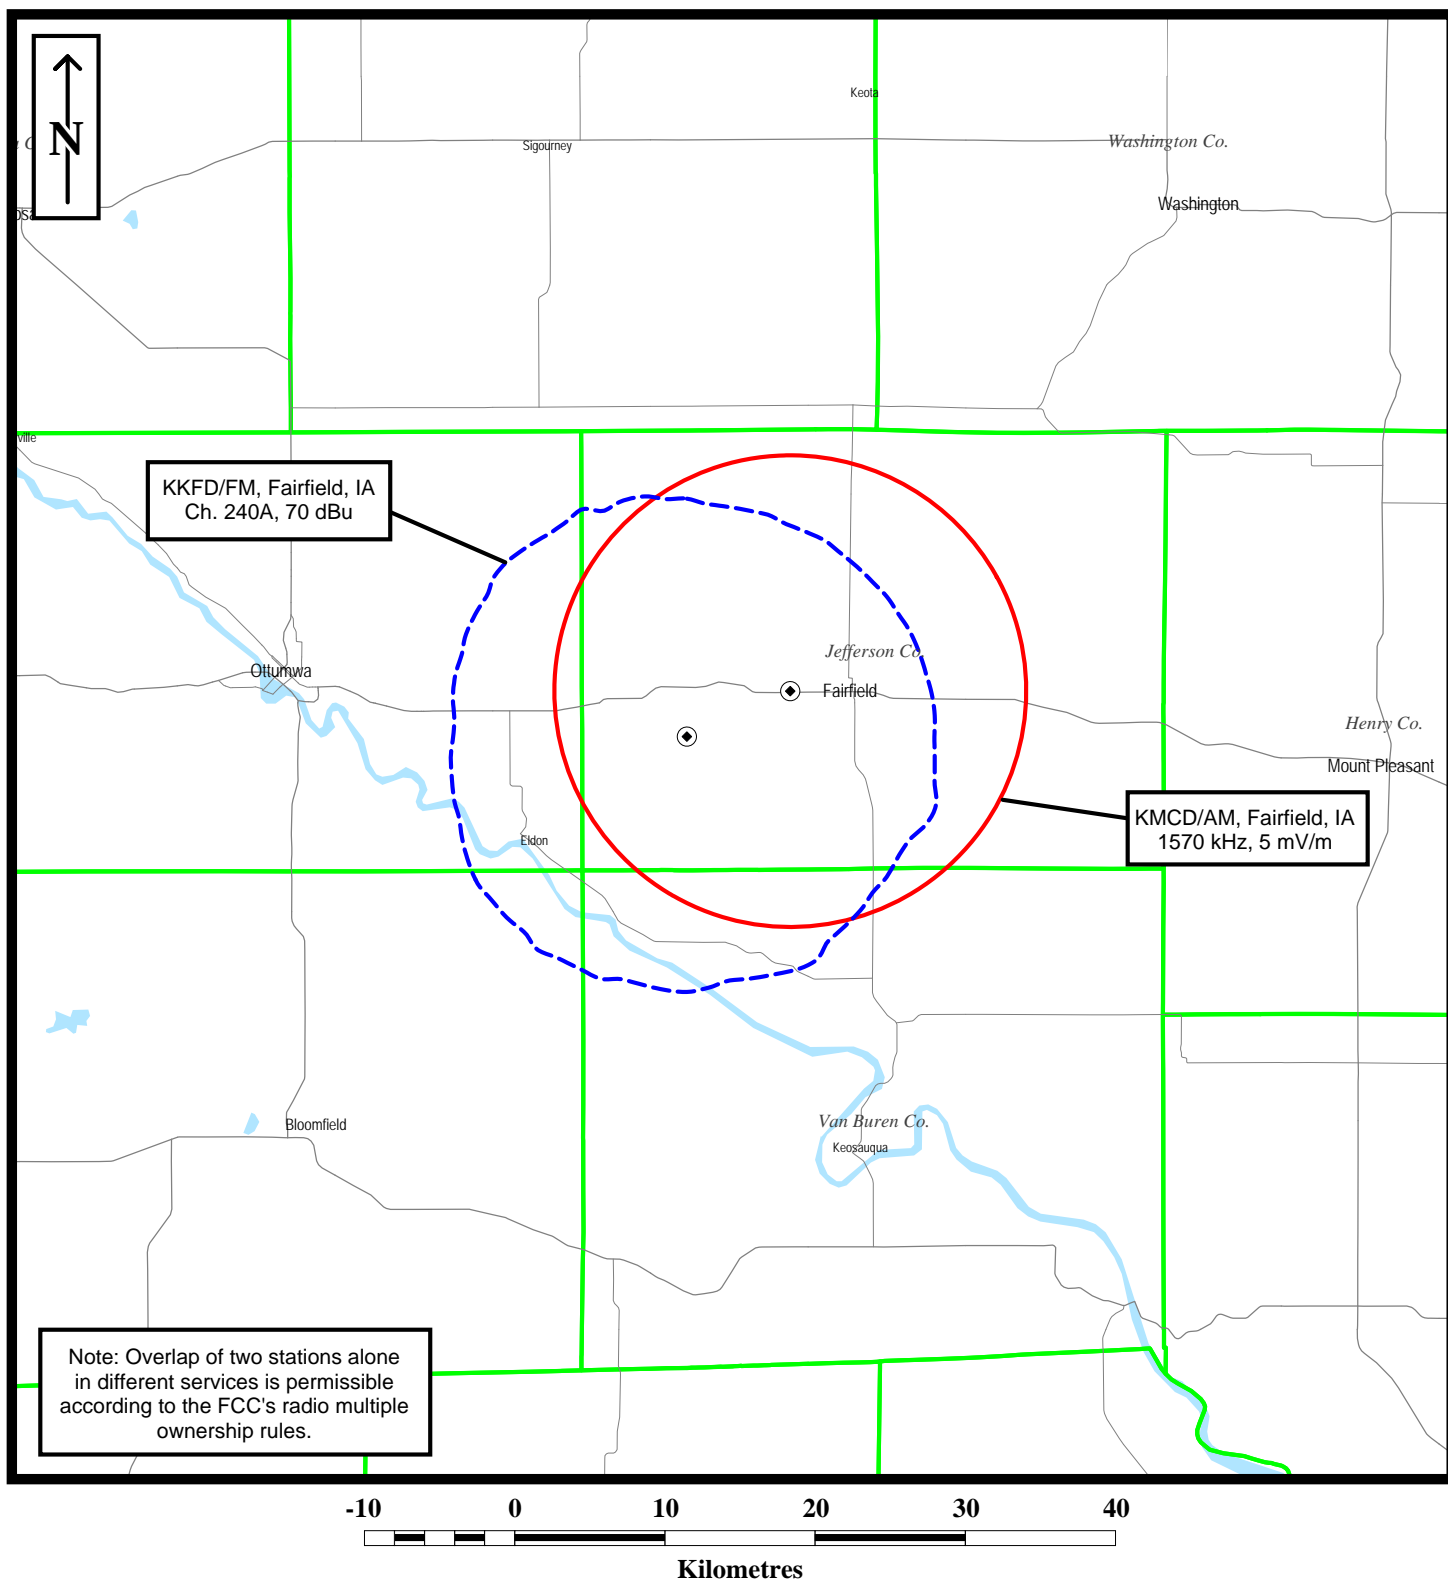 Keota
N
Washington Co.
Sigourney
Washington
ville
KKFD/FM, Fairfield, IA
Ch. 240A, 70 dBu
Jefferson Co.
Ottumwa
Fairfield
Henry Co.
Mount Pleasant
KMCD/AM, Fairfield, IA
1570 kHz, 5 mV/m
Eldon
Van Buren Co.
Bloomfield
Keosauqua
Note: Overlap of two stations alone
in different services is permissible
according to the FCC's radio multiple
ownership rules.
-10 0 10 20 30 40
Kilometres